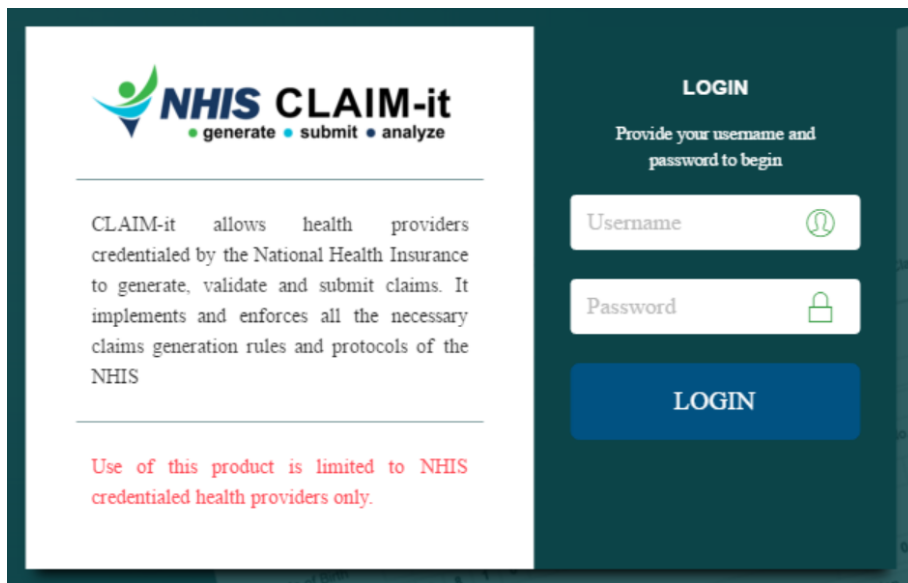 NHIS CLAIM-it
• generate • submit • analyze
CLAIM-it allows health providers
credentialed by the National Health Insurance
to generate, validate and submit claims. It
implements and enforces all the necessary
claims generation rules and protocols of the
NHIS
Use of this product is limited to NHIS
credentialed health providers only.
LOGIN
Provide your username and
password to begin
Username
Password
LOGIN